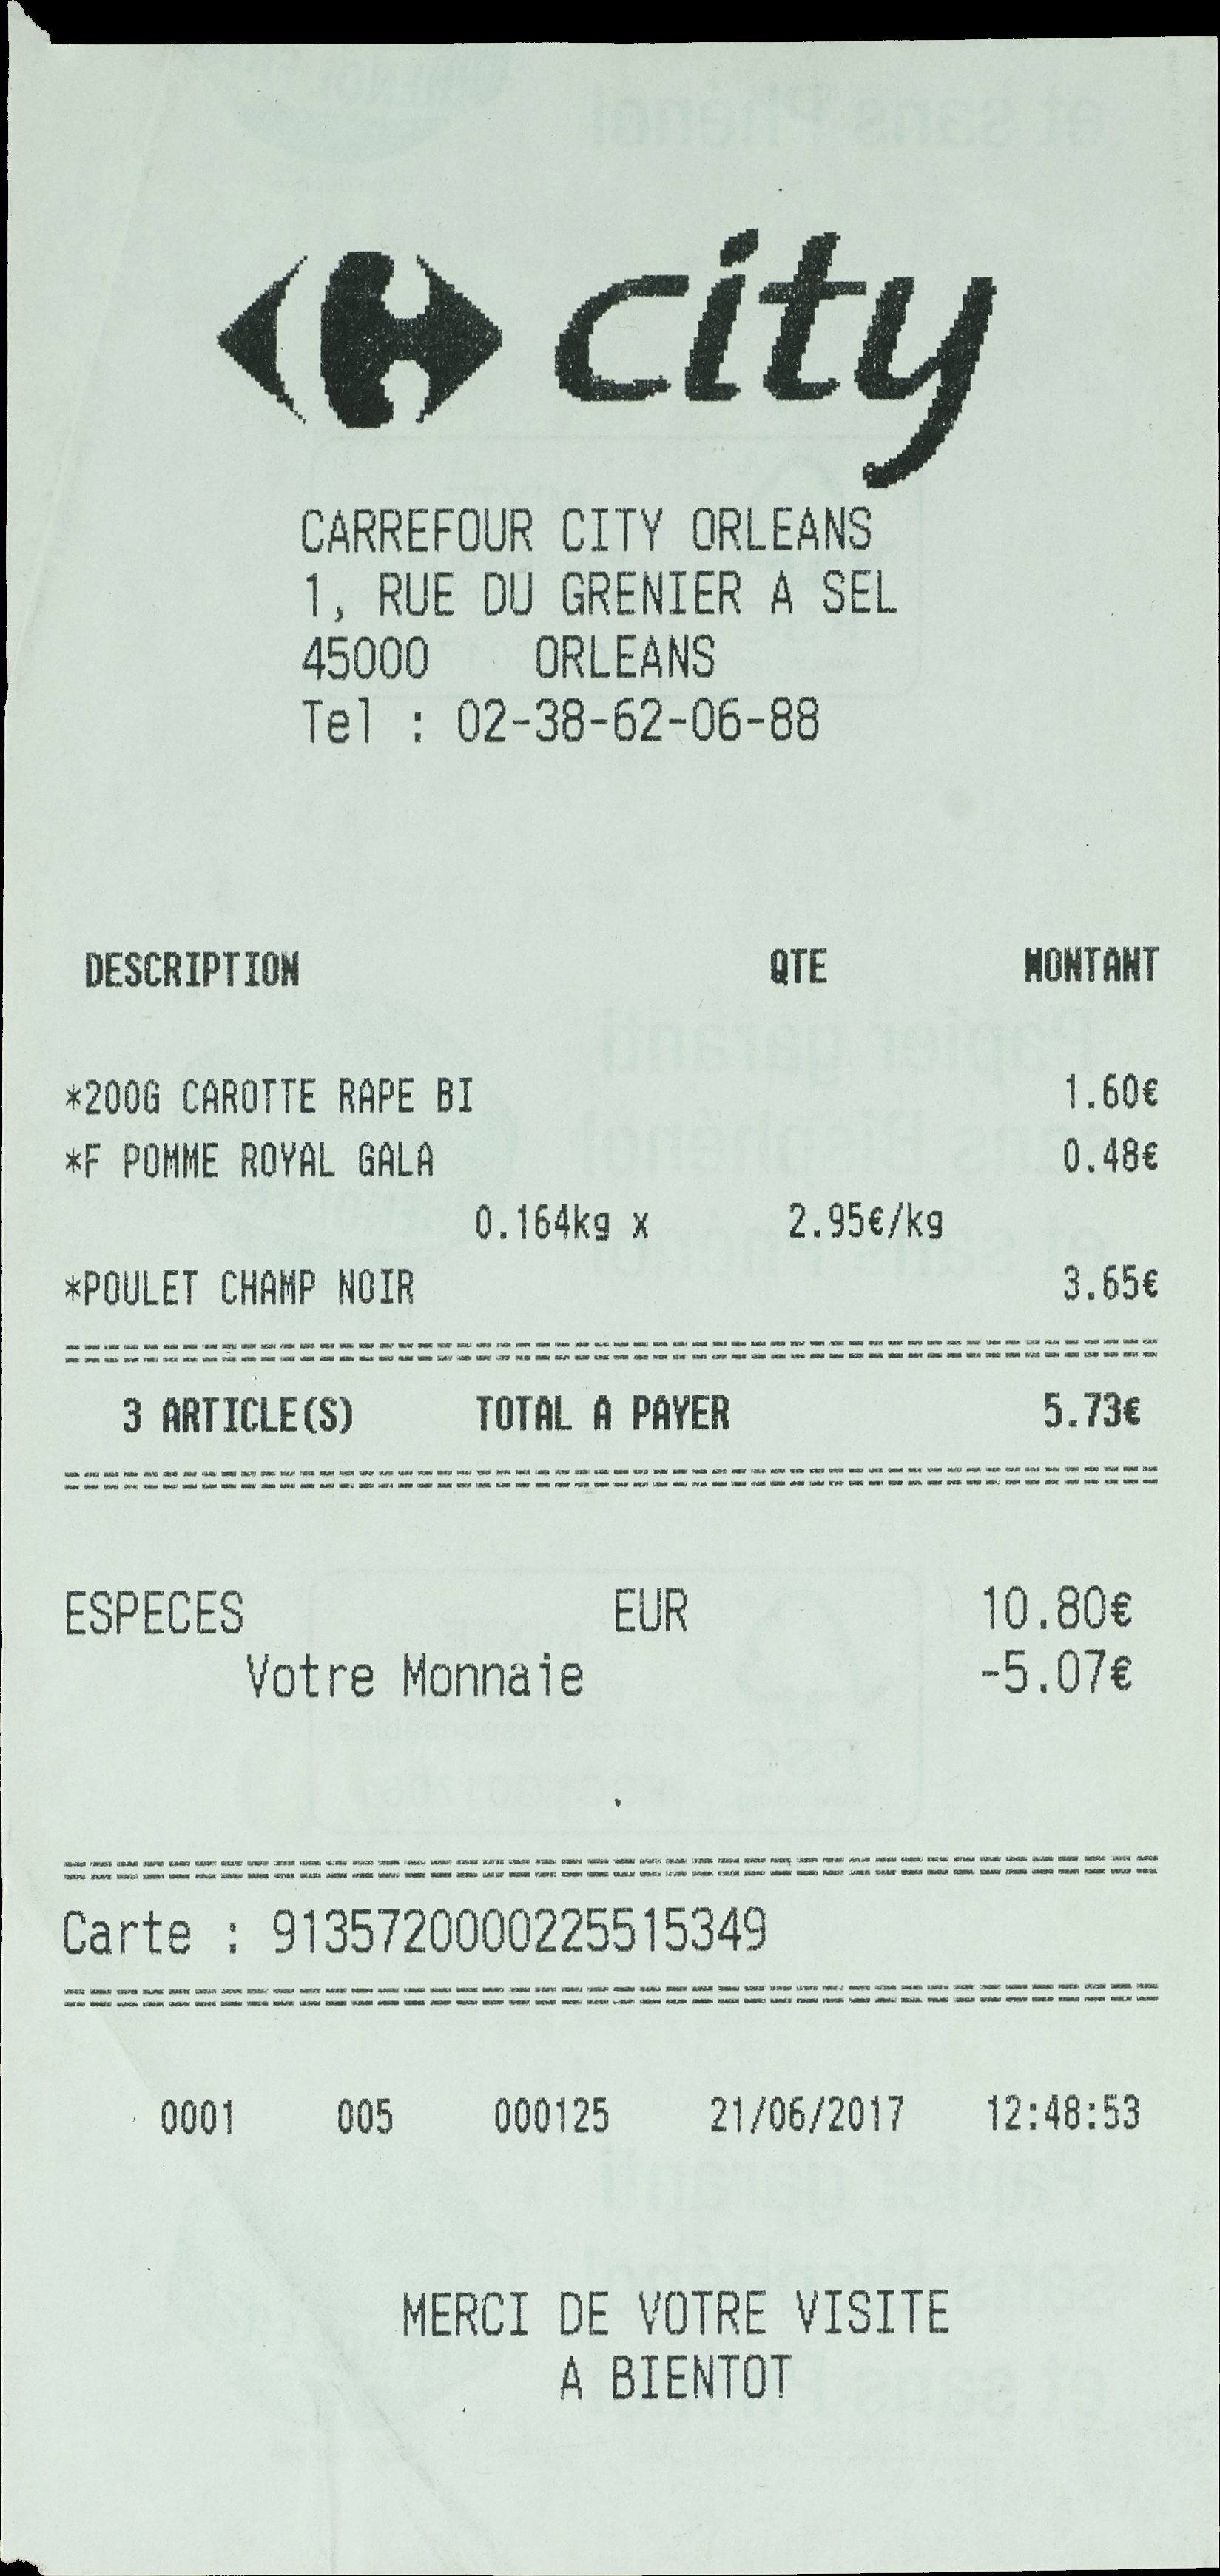 city
CARREFOUR CITY ORLEANS
1, RUE DU GRENIER A SEL
45000 ORLEANS
Tel : 02-38-62-06-88
DESCRIPTION QTE MONTANT
*200G CAROTTE RAPE BI 1.60€
*F POMME ROYAL GALA 0.48€
0.164kg x 2.95€/kg
*POULET CHAMP NOIR 3.65€
3 ARTICLE(S) TOTAL A PAYER 5.73€
ESPECES EUR 10.80€
Votre Monnaie -5.07€
Carte : 9135720000225515349
0001 005 000125 21/06/2017 12:48:53
MERCI DE VOTRE VISITE
A BIENTOT